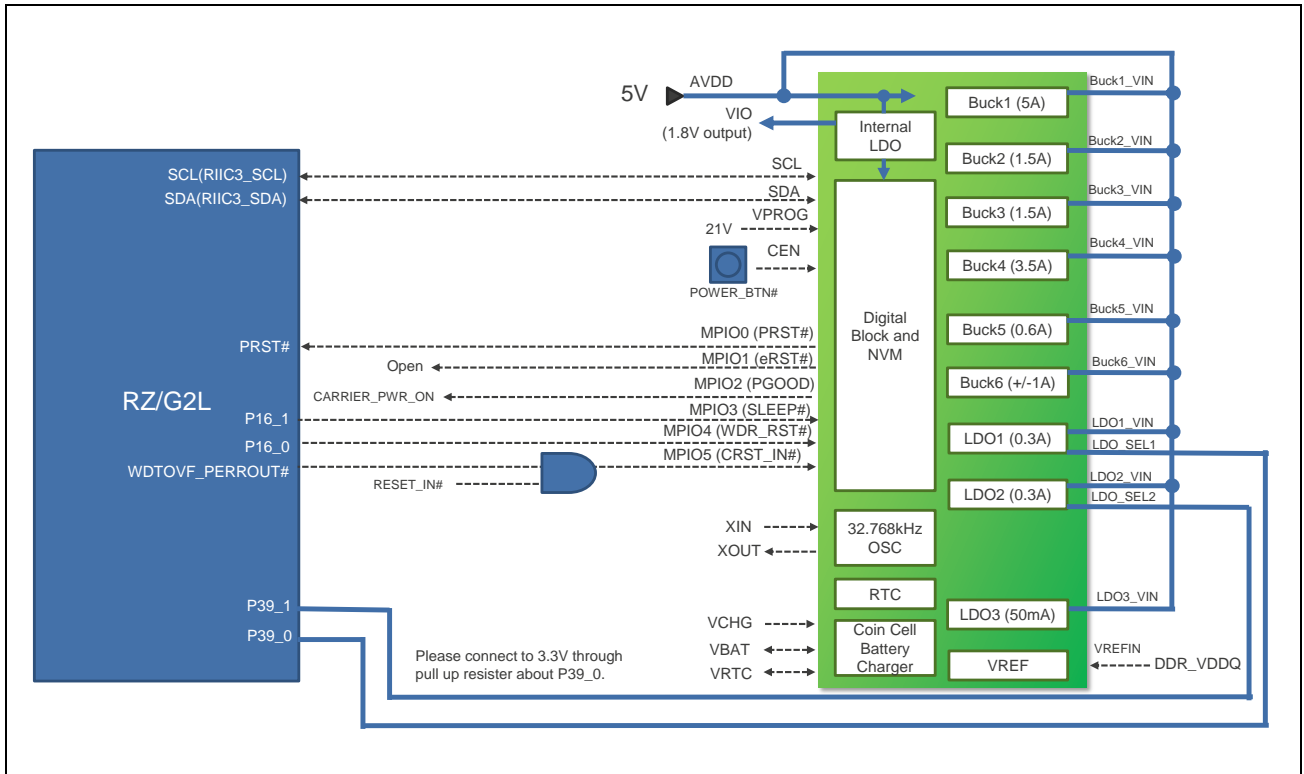 5V
AVDD
VIO
(1.8V output)
Internal
LDO
Buck1 (5A)
Buck1_VIN
Buck2 (1.5A)
Buck2_VIN
Buck3 (1.5A)
Buck3_VIN
Buck4 (3.5A)
Buck4_VIN
Buck5 (0.6A)
Buck5_VIN
Buck6 (+/-1A)
Buck6_VIN
LDO1 (0.3A)
LDO1_VIN
LDO_SEL1
LDO2 (0.3A)
LDO2_VIN
LDO_SEL2
LDO3 (50mA)
LDO3_VIN
VREF
VREFIN
DDR_VDDQ
SCL(RIIC3_SCL)
SCL
SDA(RIIC3_SDA)
SDA
VPROG
21V
CEN
POWER_BTN#
Digital
Block and
NVM
PRST#
MPIO0 (PRST#)
Open
MPIO1 (eRST#)
CARRIER_PWR_ON
MPIO2 (PGOOD)
RZ/G2L
P16_1
MPIO3 (SLEEP#)
P16_0
MPIO4 (WDR_RST#)
WDTOVF_PERROUT#
MPIO5 (CRST_IN#)
RESET_IN#
XIN
XOUT
32.768kHz
OSC
RTC
VCHG
VBAT
VRTC
Coin Cell
Battery
Charger
P39_1
P39_0
Please connect to 3.3V through
pull up resister about P39_0.